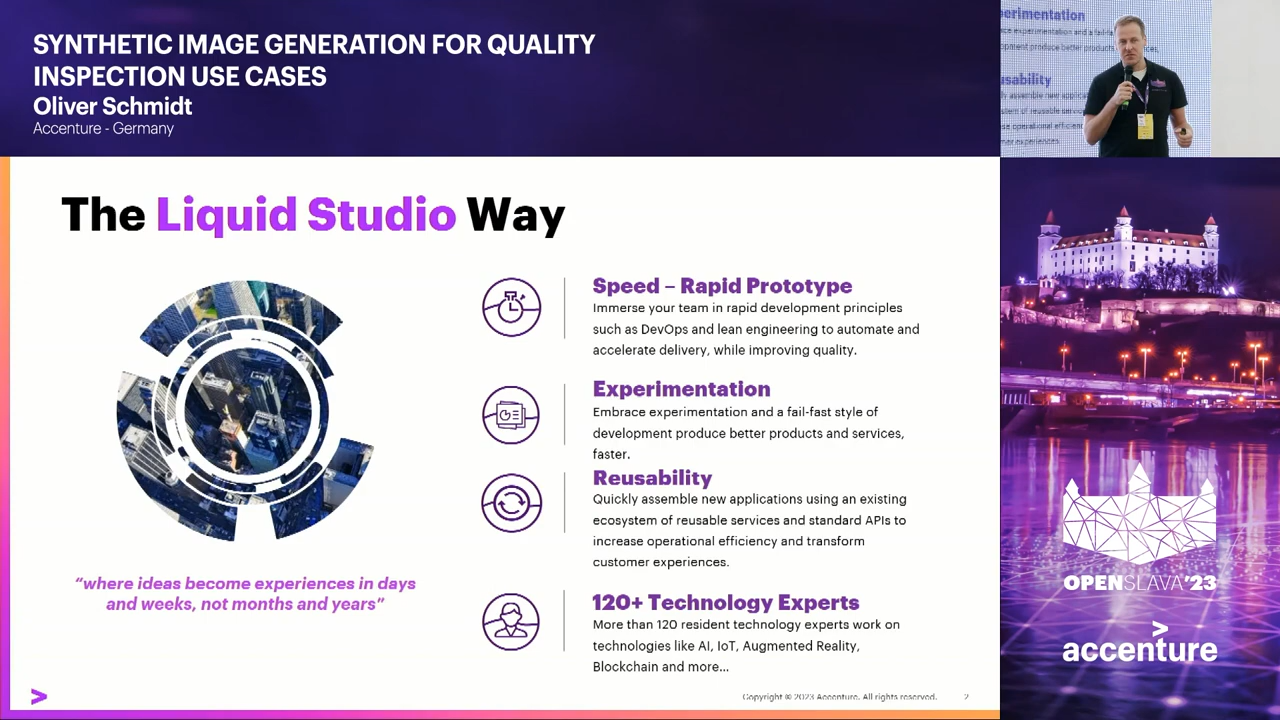 SYNTHETIC IMAGE GENERATION FOR QUALITY
INSPECTION USE CASES
Oliver Schmidt
Accenture - Germany
The Liquid Studio Way
Speed – Rapid Prototype
Immerse your team in rapid development principles
such as DevOps and lean engineering to automate and
accelerate delivery, while improving quality.
Experimentation
Embrace experimentation and a fail-fast style of
development produce better products and services,
faster.
Reusability
Quickly assemble new applications using an existing
ecosystem of reusable services and standard APIs to
increase operational efficiency and transform
customer experiences.
120+ Technology Experts
More than 120 resident technology experts work on
technologies like AI, IoT, Augmented Reality,
Blockchain and more...
“where ideas become experiences in days
and weeks, not months and years”
Copyright © 2023 Accenture. All rights reserved. 2
OPENSLAVA’23
accenture